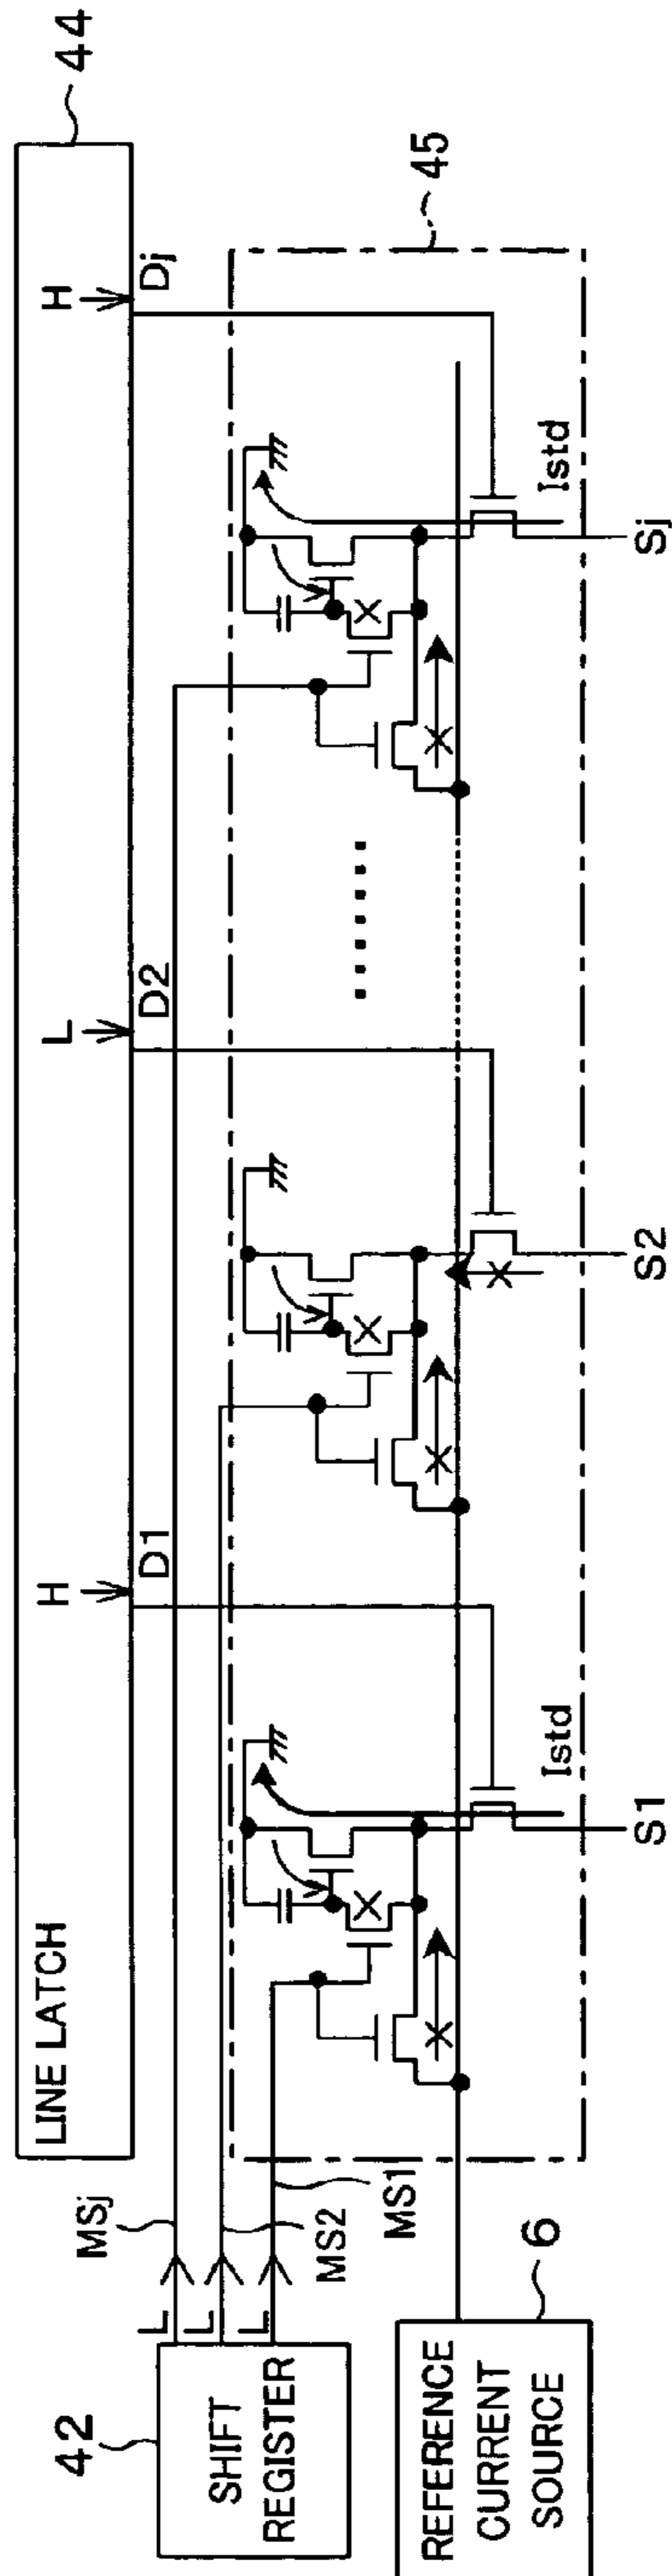 LINE LATCH
44
H
D1
L
D2
H
Dj
45
42
SHIFT
REGISTER
L
L
L
MSj
MS2
MS1
Istd
Istd
S1
S2
Sj
REFERENCE
CURRENT
SOURCE
6